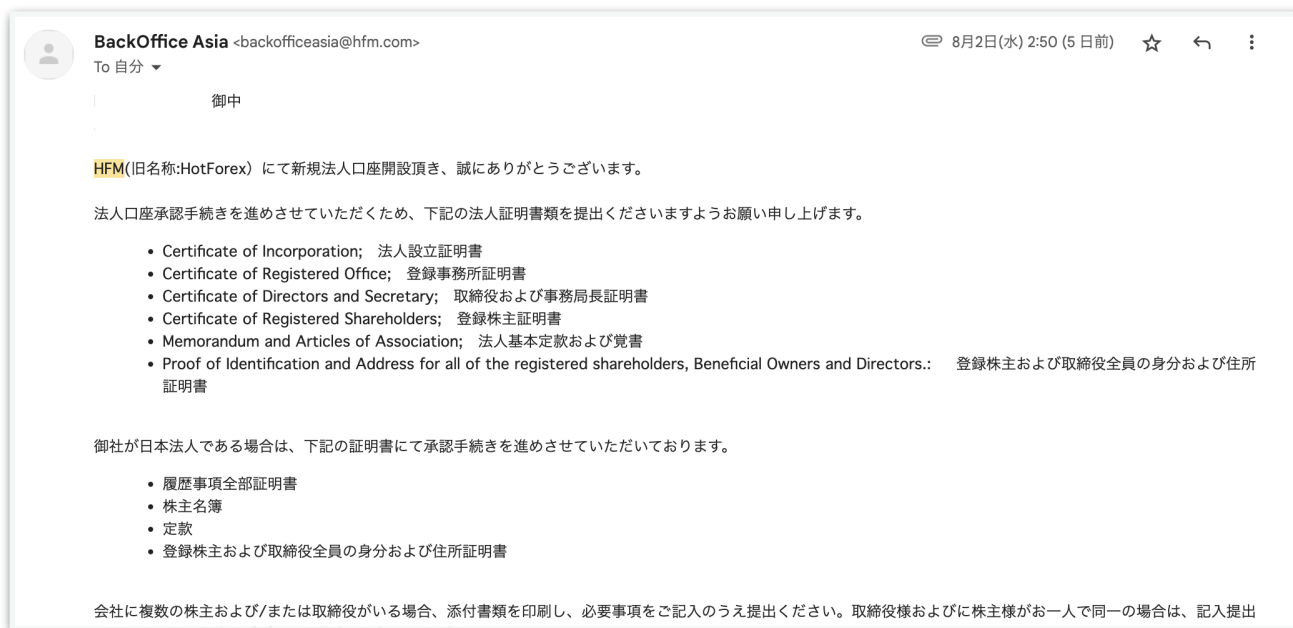 BackOffice Asia <backofficeasia@hfm.com>
8月2日(水) 2:50 (5 日前)
To 自分
御中
HFM(旧名称:HotForex）にて新規法人口座開設頂き、誠にありがとうございます。
法人口座承認手続きを進めさせていただくため、下記の法人証明書類を提出くださいますようお願い申し上げます。
• Certificate of Incorporation; 法人設立証明書
• Certificate of Registered Office; 登録事務所証明書
• Certificate of Directors and Secretary; 取締役および事務局長証明書
• Certificate of Registered Shareholders; 登録株主証明書
• Memorandum and Articles of Association; 法人基本定款および覚書
• Proof of Identification and Address for all of the registered shareholders, Beneficial Owners and Directors.: 登録株主および取締役全員の身分および住所
証明書
御社が日本法人である場合は、下記の証明書にて承認手続きを進めさせていただいております。
• 履歴事項全部証明書
• 株主名簿
• 定款
• 登録株主および取締役全員の身分および住所証明書
会社に複数の株主および/または取締役がいる場合、添付書類を印刷し、必要事項をご記入のうえ提出ください。取締役様およびに株主様がお一人で同一の場合は、記入提出